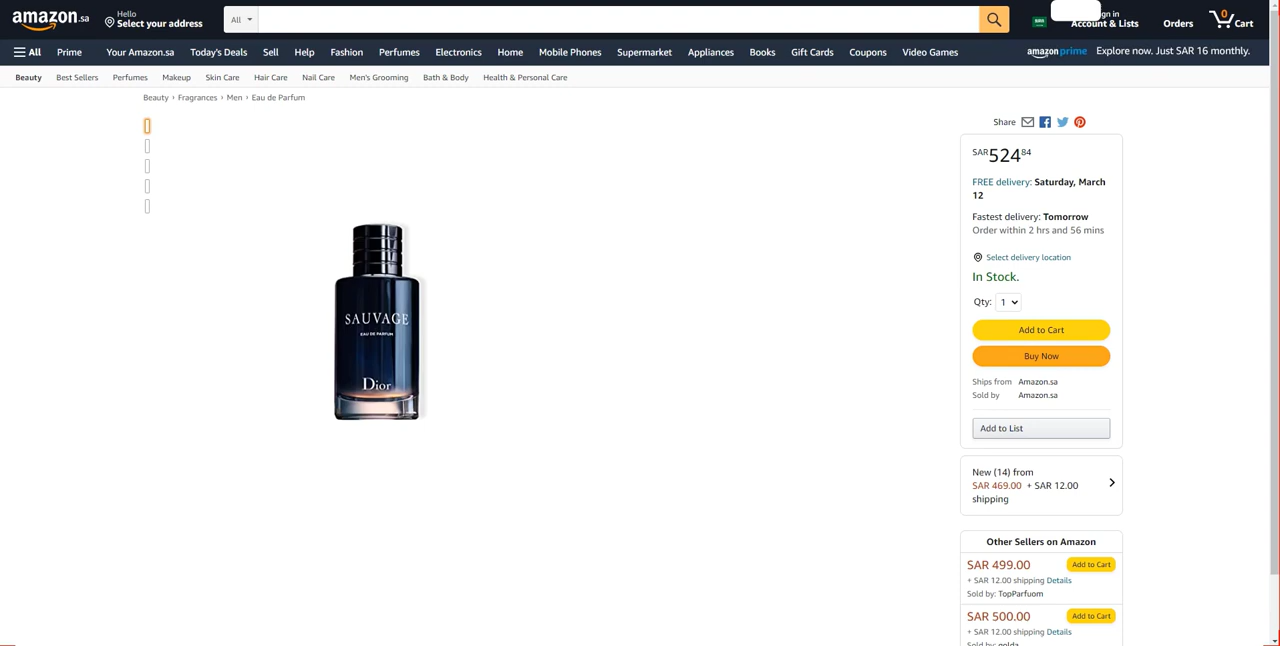 amazon.sa
Hello
Select your address
All
0
Cart
Account & Lists
Orders
All Prime Your Amazon.sa Today's Deals Sell Help Fashion Perfumes Electronics Home Mobile Phones Supermarket Appliances Books Gift Cards Coupons Video Games
amazon prime Explore now. Just SAR 16 monthly.
Beauty Best Sellers Perfumes Makeup Skin Care Hair Care Nail Care Men's Grooming Bath & Body Health & Personal Care
Beauty › Fragrances › Men › Eau de Parfum
Share
SAR 524 84
FREE delivery: Saturday, March
12
Fastest delivery: Tomorrow
Order within 2 hrs and 56 mins
Select delivery location
In Stock.
Qty: 1
Add to Cart
Buy Now
Ships from Amazon.sa
Sold by Amazon.sa
Add to List
SAUVAGE
EAU DE PARFUM
Dior
New (14) from
SAR 469.00 + SAR 12.00
shipping
Other Sellers on Amazon
SAR 499.00 Add to Cart
+ SAR 12.00 shipping Details
Sold by: TopParfuom
SAR 500.00 Add to Cart
+ SAR 12.00 shipping Details
Sold by: golda